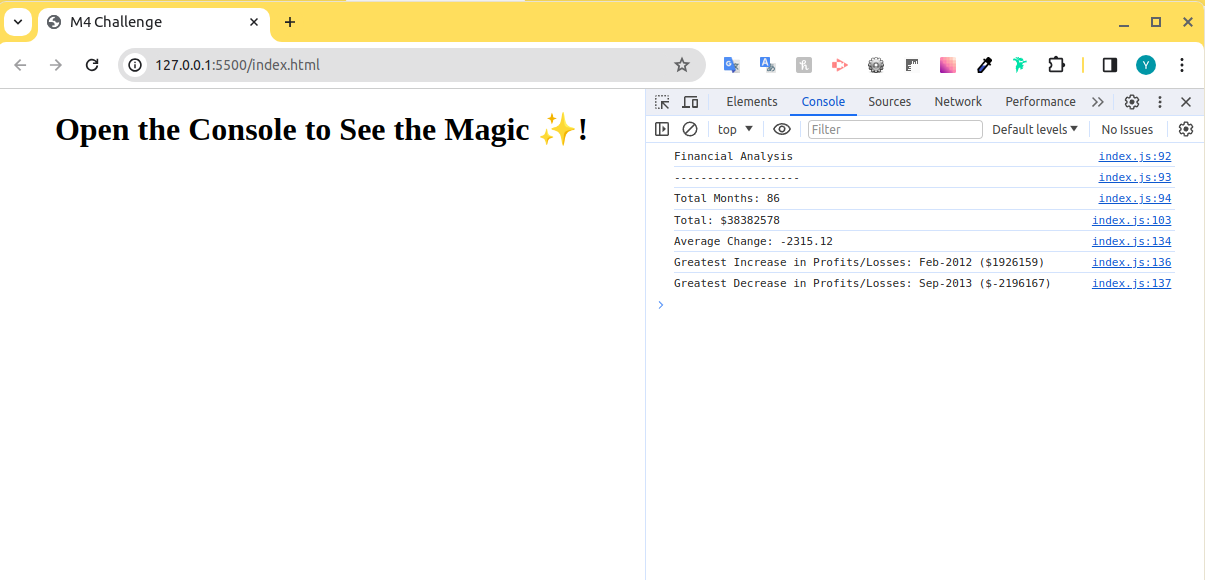 M4 Challenge
127.0.0.1:5500/index.html
Y
Open the Console to See the Magic ✨!
Elements Console Sources Network Performance
top Filter Default levels No Issues
Financial Analysis index.js:92
------------------- index.js:93
Total Months: 86 index.js:94
Total: $38382578 index.js:103
Average Change: -2315.12 index.js:134
Greatest Increase in Profits/Losses: Feb-2012 ($1926159) index.js:136
Greatest Decrease in Profits/Losses: Sep-2013 ($-2196167) index.js:137